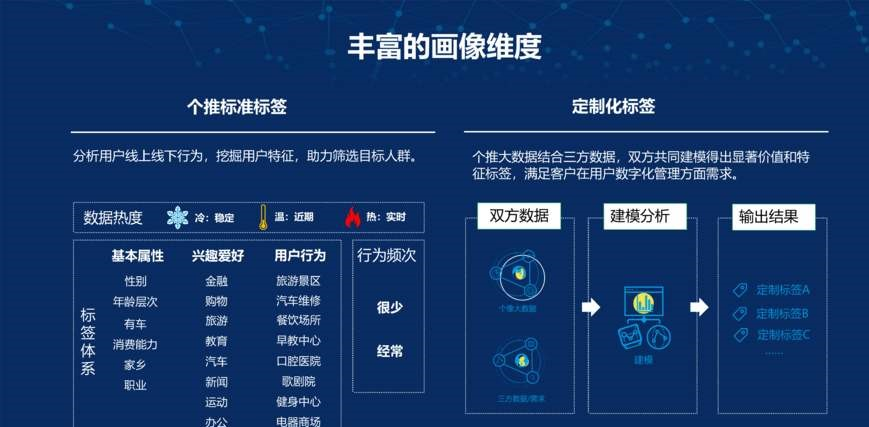 丰富的画像维度
个推标准标签
分析用户线上线下行为，挖掘用户特征，助力筛选目标人群。
数据热度
冷：稳定
温：近期
热：实时
标签体系
基本属性
性别
年龄层次
有车
消费能力
家乡
职业
兴趣爱好
金融
购物
旅游
教育
汽车
新闻
运动
办公
用户行为
旅游景区
汽车维修
餐饮场所
早教中心
口腔医院
歌剧院
健身中心
电器商场
行为频次
很少
经常
定制化标签
个推大数据结合三方数据，双方共同建模得出显著价值和特
征标签，满足客户在用户数字化管理方面需求。
双方数据
个像大数据
三方数据/需求
建模分析
建模
输出结果
定制标签A
定制标签B
定制标签C
……